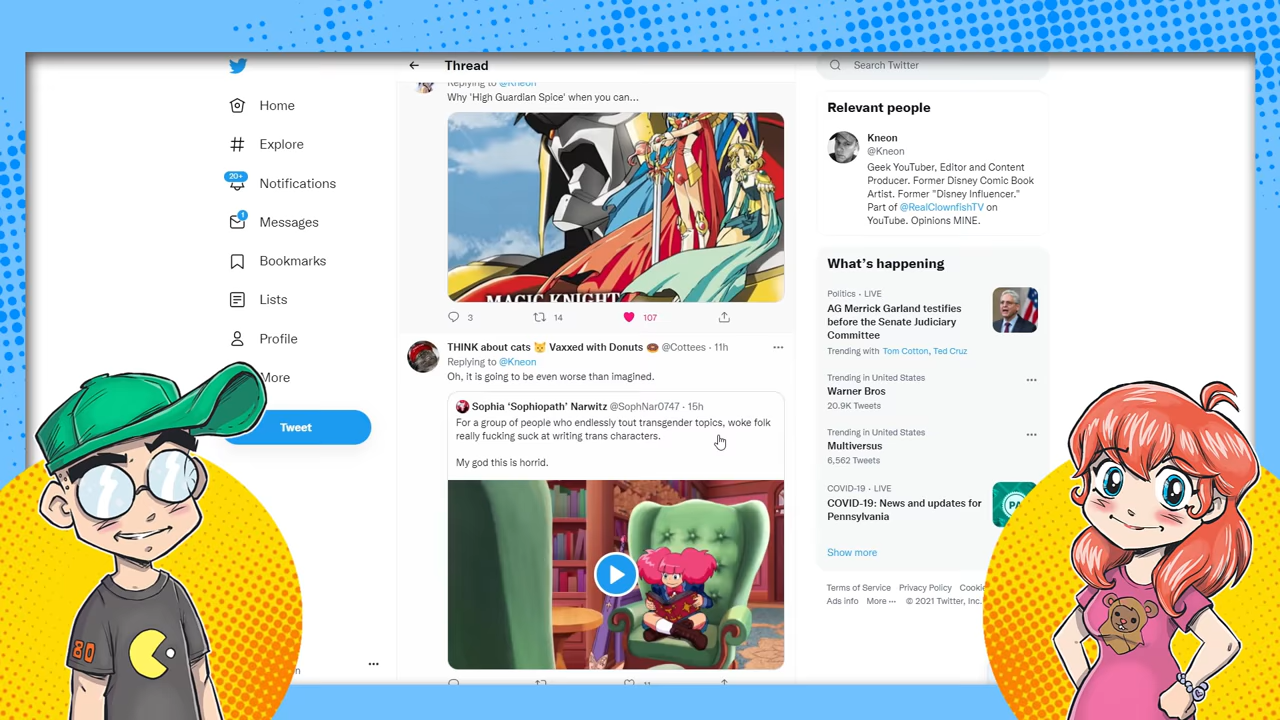 Thread
Search Twitter
Home
Explore
20+
Notifications
1
Messages
Bookmarks
Lists
Profile
More
Tweet
Replying to @Kneon
Why 'High Guardian Spice' when you can...
MAGIC KNIGHT
3
14
107
THINK about cats 🐱 Vaxxed with Donuts 🍩 @Cottees · 11h
Replying to @Kneon
Oh, it is going to be even worse than imagined.
Sophia ‘Sophiopath’ Narwitz @SophNar0747 · 15h
For a group of people who endlessly tout transgender topics, woke folk
really fucking suck at writing trans characters.
My god this is horrid.
Relevant people
Kneon
@Kneon
Geek YouTuber, Editor and Content
Producer. Former Disney Comic Book
Artist. Former "Disney Influencer."
Part of @RealClownfishTV on
YouTube. Opinions MINE.
What's happening
Politics · LIVE
AG Merrick Garland testifies
before the Senate Judiciary
Committee
Trending with Tom Cotton, Ted Cruz
Trending in United States
Warner Bros
20.9K Tweets
Trending in United States
Multiversus
6,562 Tweets
COVID-19 · LIVE
COVID-19: News and updates for
Pennsylvania
PA
Show more
Terms of Service Privacy Policy Cookie
Ads info More ··· © 2021 Twitter, Inc.
80